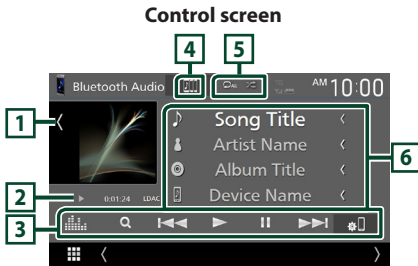 Control screen
4 5
Bluetooth Audio AM 10:00
1
Song Title
Artist Name
6
Album Title
2
0:01:24 LDAC
Device Name
3